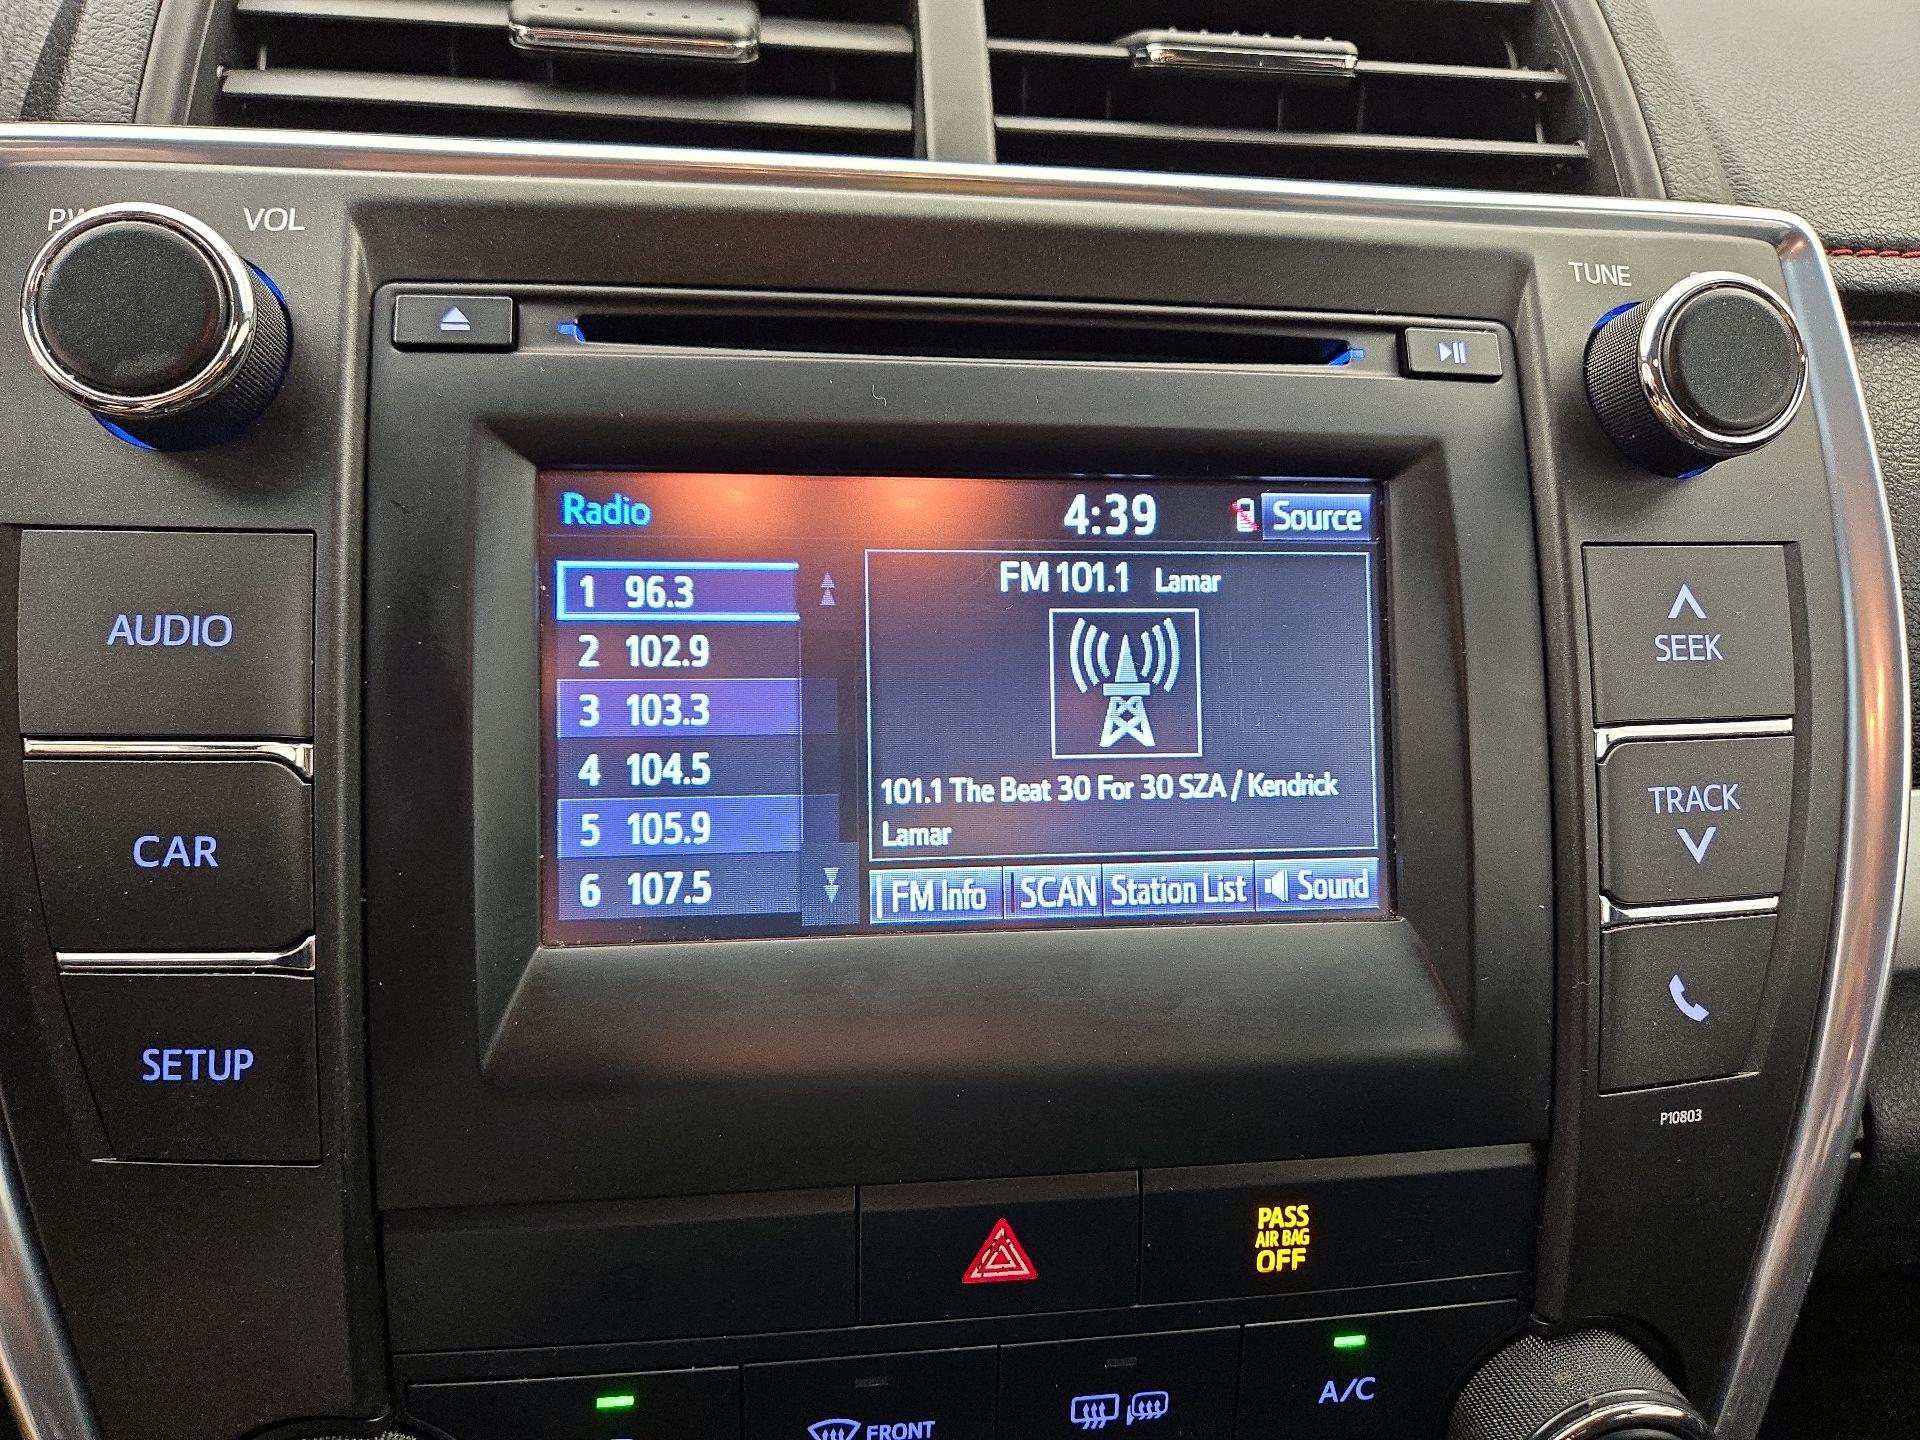 VOL
TUNE
AUDIO
CAR
SETUP
Radio
4:39
Source
1 96.3
2 102.9
3 103.3
4 104.5
5 105.9
6 107.5
FM 101.1 Lamar
101.1 The Beat 30 For 30 SZA / Kendrick
Lamar
FM Info
SCAN
Station List
Sound
SEEK
TRACK
P10803
PASS
AIR BAG
OFF
FRONT
A/C